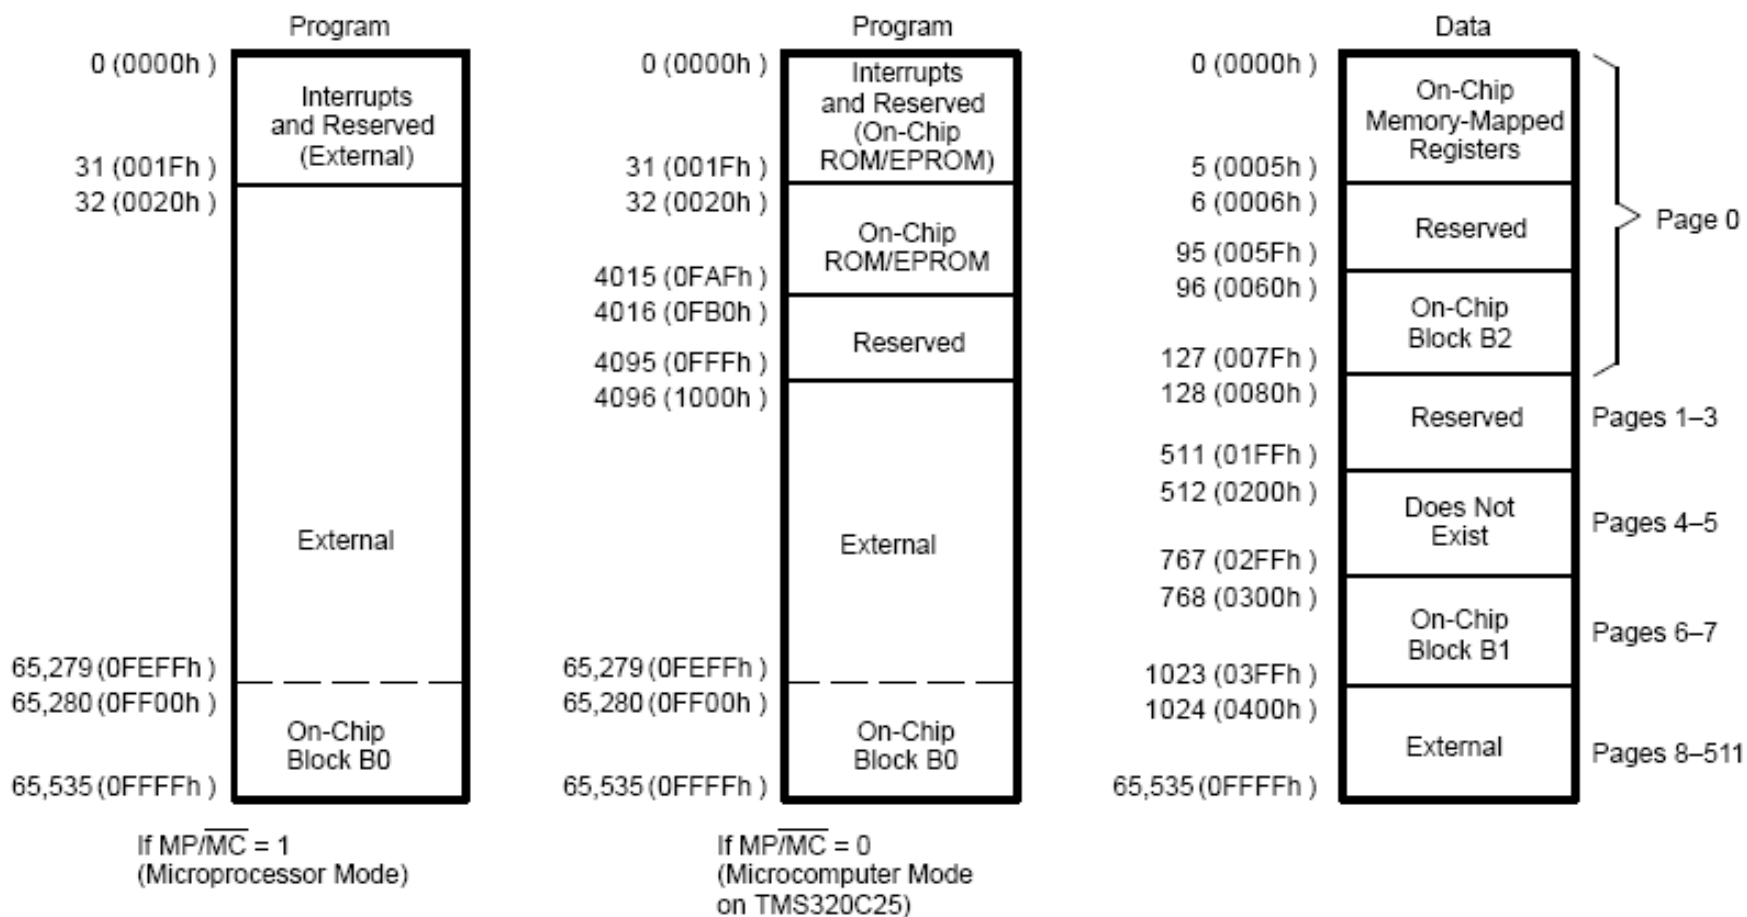 Program
0 (0000h )
Interrupts
and Reserved
(External)
31 (001Fh )
32 (0020h )
External
65,279 (0FEFFh )
65,280 (0FF00h )
On-Chip
Block B0
65,535 (0FFFFh )
If MP/MC = 1
(Microprocessor Mode)
Program
0 (0000h )
Interrupts
and Reserved
(On-Chip
ROM/EPROM)
31 (001Fh )
32 (0020h )
On-Chip
ROM/EPROM
4015 (0FAFh )
4016 (0FB0h )
Reserved
4095 (0FFFh )
4096 (1000h )
External
65,279 (0FEFFh )
65,280 (0FF00h )
On-Chip
Block B0
65,535 (0FFFFh )
If MP/MC = 0
(Microcomputer Mode
on TMS320C25)
Data
0 (0000h )
On-Chip
Memory-Mapped
Registers
5 (0005h )
6 (0006h )
Reserved
Page 0
95 (005Fh )
96 (0060h )
On-Chip
Block B2
127 (007Fh )
128 (0080h )
Reserved
Pages 1–3
511 (01FFh )
512 (0200h )
Does Not
Exist
Pages 4–5
767 (02FFh )
768 (0300h )
On-Chip
Block B1
Pages 6–7
1023 (03FFh )
1024 (0400h )
External
Pages 8–511
65,535 (0FFFFh )